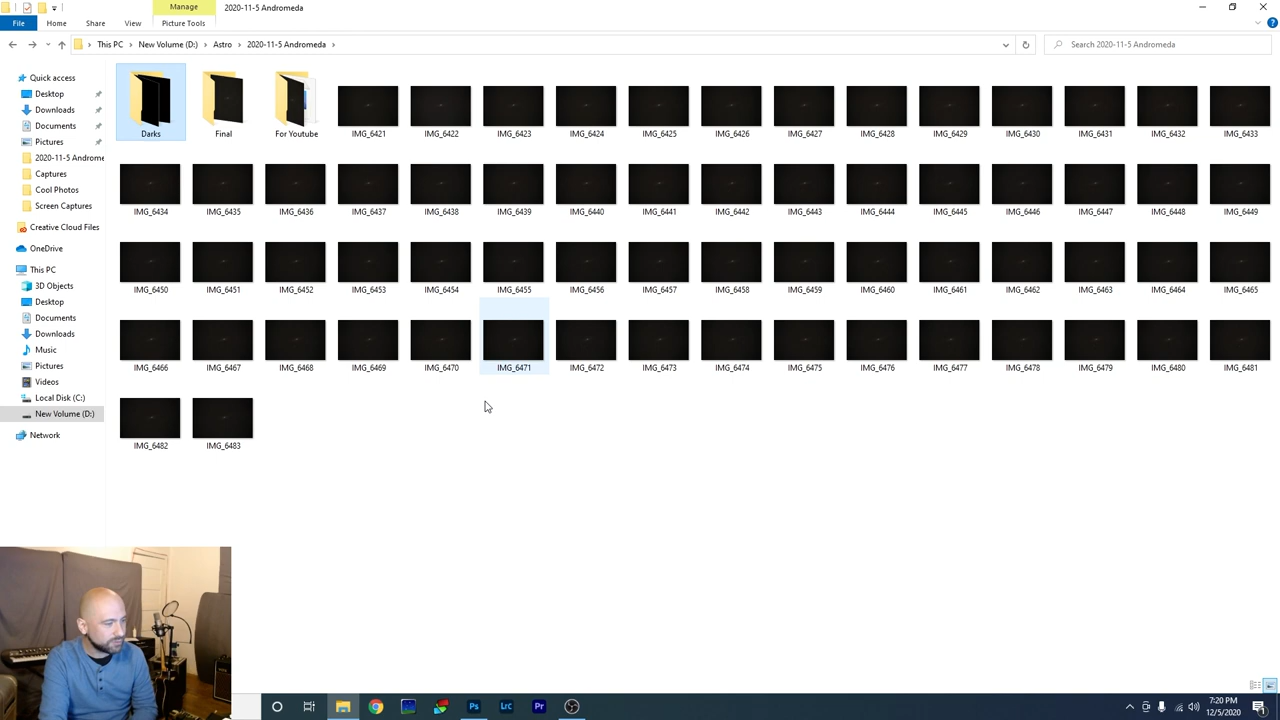 Manage
2020-11-5 Andromeda
File
Home
Share
View
Picture Tools
This PC
New Volume (D:)
Astro
2020-11-5 Andromeda
Search 2020-11-5 Andromeda
Quick access
Desktop
Downloads
Documents
Pictures
2020-11-5 Androme
Captures
Cool Photos
Screen Captures
Creative Cloud Files
OneDrive
This PC
3D Objects
Desktop
Documents
Downloads
Music
Pictures
Videos
Local Disk (C:)
New Volume (D:)
Network
Darks
Final
For Youtube
IMG_6421
IMG_6422
IMG_6423
IMG_6424
IMG_6425
IMG_6426
IMG_6427
IMG_6428
IMG_6429
IMG_6430
IMG_6431
IMG_6432
IMG_6433
IMG_6434
IMG_6435
IMG_6436
IMG_6437
IMG_6438
IMG_6439
IMG_6440
IMG_6441
IMG_6442
IMG_6443
IMG_6444
IMG_6445
IMG_6446
IMG_6447
IMG_6448
IMG_6449
IMG_6450
IMG_6451
IMG_6452
IMG_6453
IMG_6454
IMG_6455
IMG_6456
IMG_6457
IMG_6458
IMG_6459
IMG_6460
IMG_6461
IMG_6462
IMG_6463
IMG_6464
IMG_6465
IMG_6466
IMG_6467
IMG_6468
IMG_6469
IMG_6470
IMG_6471
IMG_6472
IMG_6473
IMG_6474
IMG_6475
IMG_6476
IMG_6477
IMG_6478
IMG_6479
IMG_6480
IMG_6481
IMG_6482
IMG_6483
Ps
Lrc
Pr
7:20 PM
12/5/2020